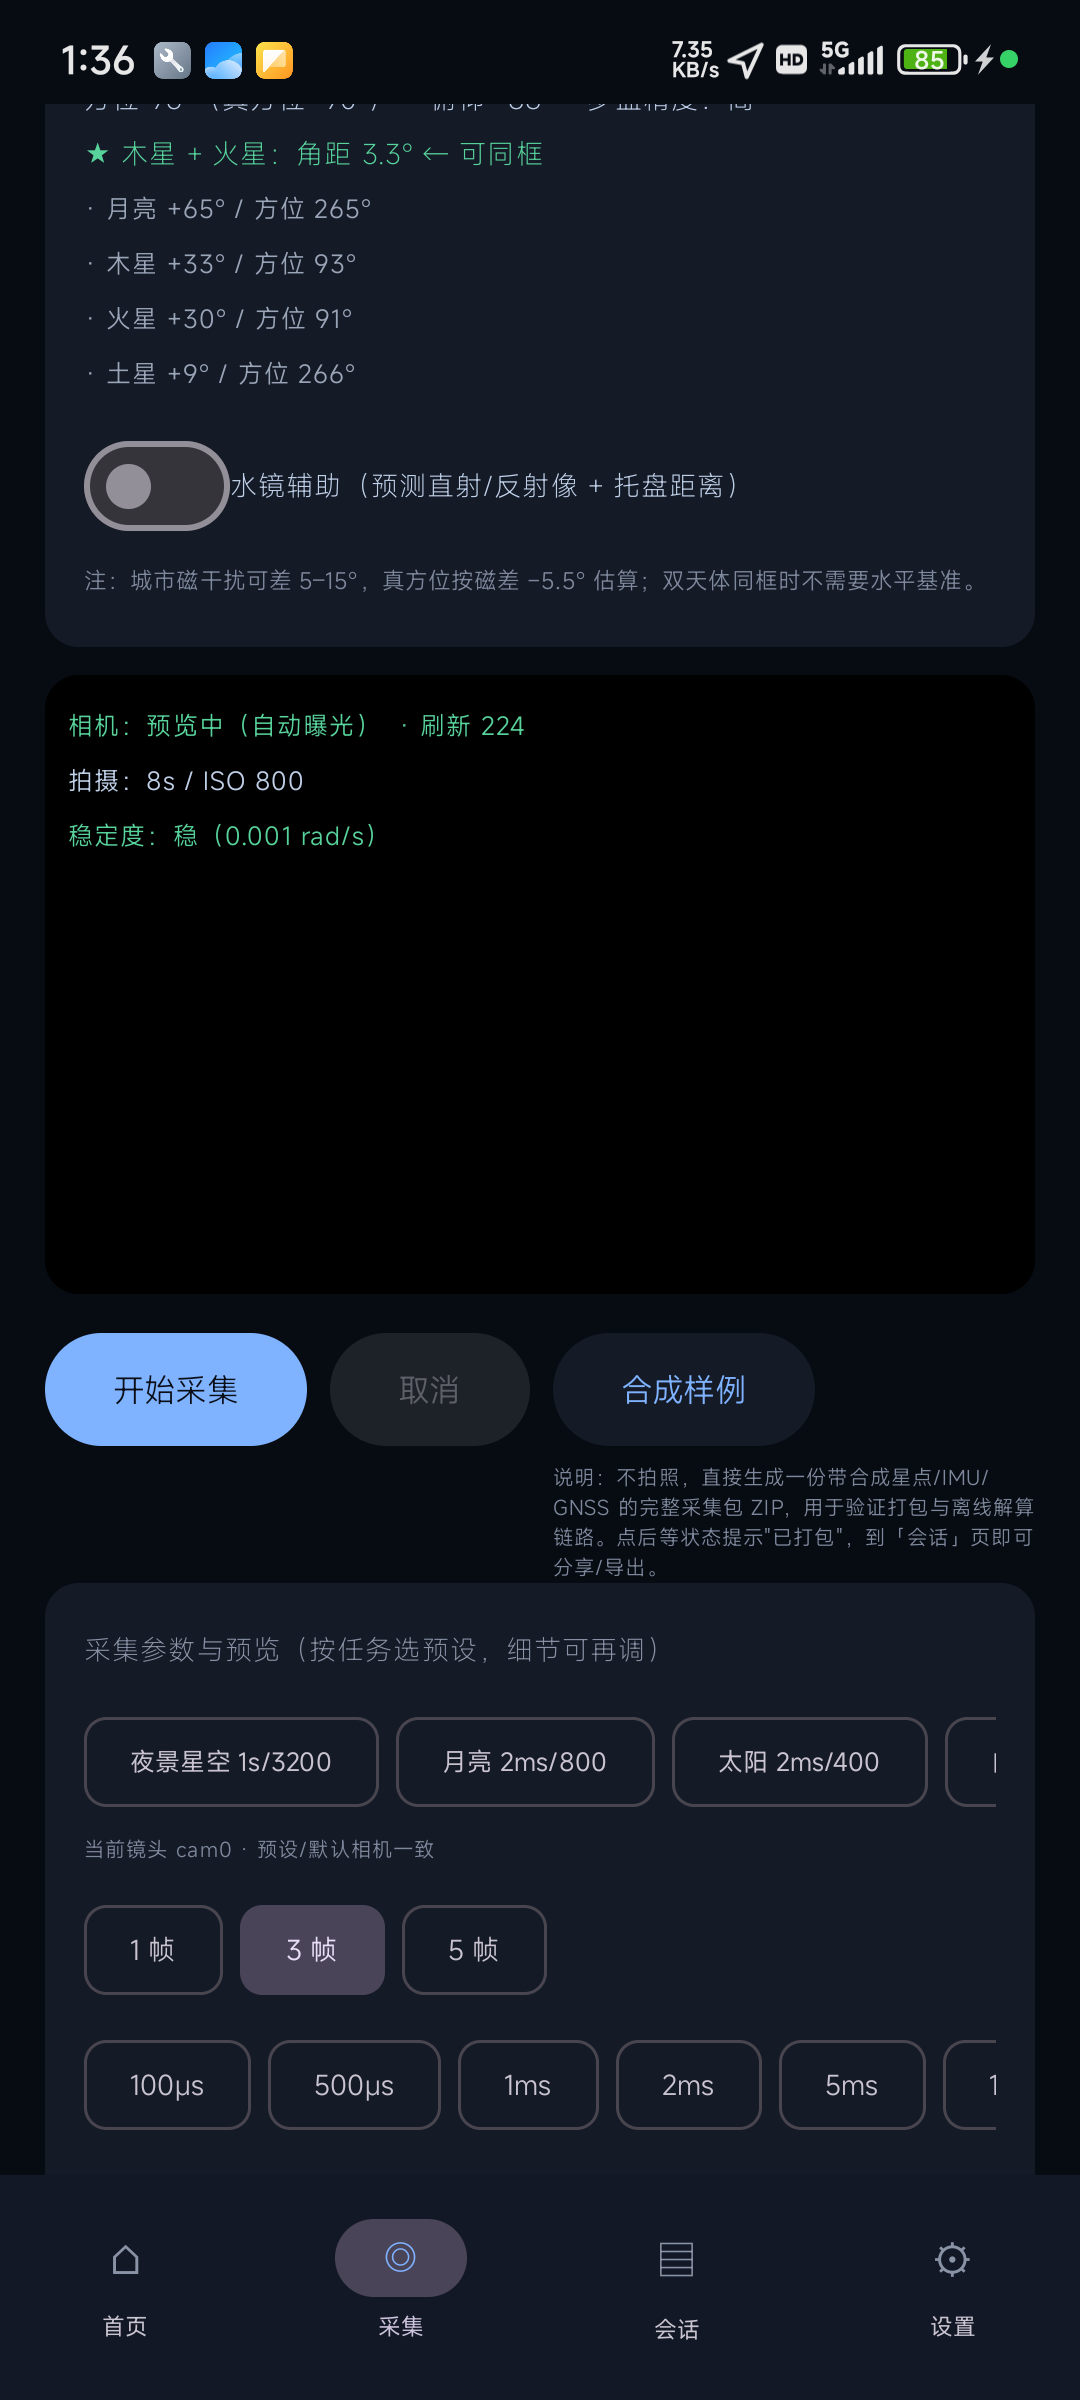 1:36
7.35 KB/s
HD
5G
85
★ 木星 + 火星：角距 3.3° ← 可同框
· 月亮 +65° / 方位 265°
· 木星 +33° / 方位 93°
· 火星 +30° / 方位 91°
· 土星 +9° / 方位 266°
水镜辅助（预测直射/反射像 + 托盘距离）
注：城市磁干扰可差 5–15°，真方位按磁差 −5.5° 估算；双天体同框时不需要水平基准。
相机：预览中（自动曝光） · 刷新 224
拍摄：8s / ISO 800
稳定度：稳（0.001 rad/s）
开始采集
取消
合成样例
说明：不拍照，直接生成一份带合成星点/IMU/
GNSS 的完整采集包 ZIP，用于验证打包与离线解算
链路。点后等状态提示"已打包"，到「会话」页即可
分享/导出。
采集参数与预览（按任务选预设，细节可再调）
夜景星空 1s/3200
月亮 2ms/800
太阳 2ms/400
当前镜头 cam0 · 预设/默认相机一致
1 帧
3 帧
5 帧
100µs
500µs
1ms
2ms
5ms
首页
采集
会话
设置